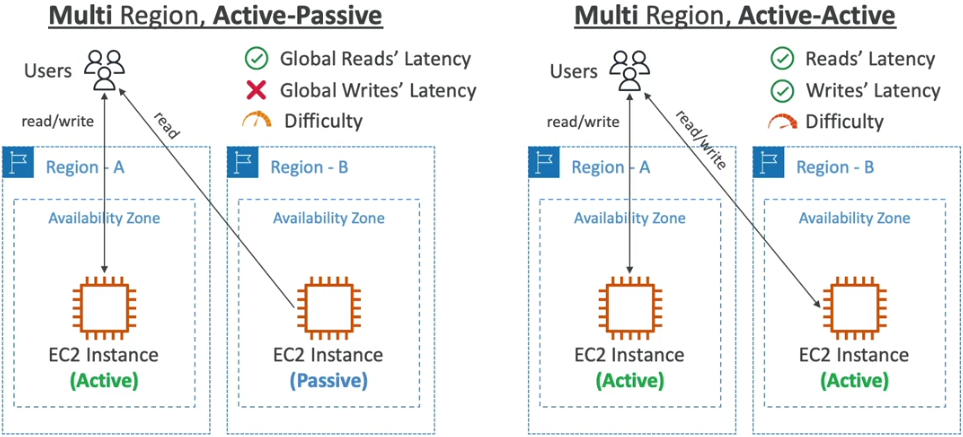 Multi Region, Active-Passive
Users
Global Reads' Latency
Global Writes' Latency
Difficulty
read/write
read
Region - A
Region - B
Availability Zone
Availability Zone
EC2 Instance
(Active)
EC2 Instance
(Passive)
Multi Region, Active-Active
Users
Reads' Latency
Writes' Latency
Difficulty
read/write
read/write
Region - A
Region - B
Availability Zone
Availability Zone
EC2 Instance
(Active)
EC2 Instance
(Active)